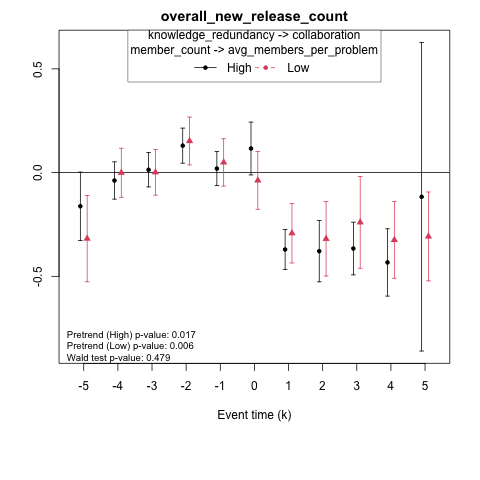 overall_new_release_count
knowledge_redundancy -> collaboration
member_count -> avg_members_per_problem
High Low
0.5
0.0
-0.5
Pretrend (High) p-value: 0.017
Pretrend (Low) p-value: 0.006
Wald test p-value: 0.479
-5 -4 -3 -2 -1 0 1 2 3 4 5
Event time (k)